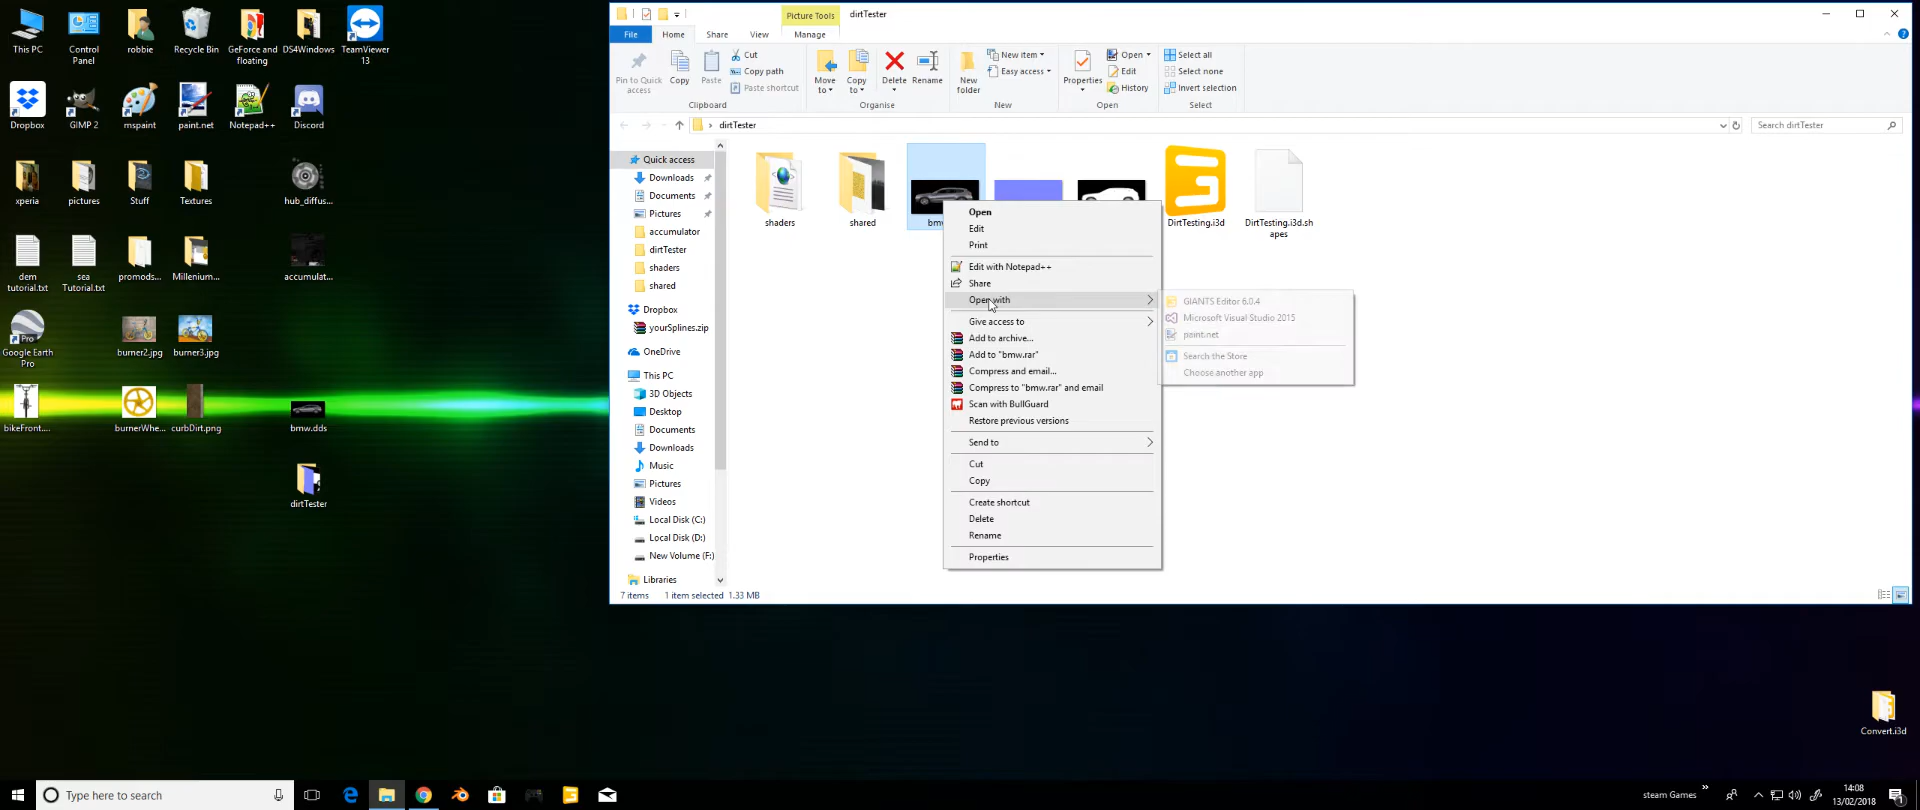 This PC
Control Panel
robbie
Recycle Bin
GeForce and floating
DS4Windows
TeamViewer 13
Dropbox
GIMP 2
mspaint
paint.net
Notepad++
Discord
xperia
pictures
Stuff
Textures
hub_diffus...
dem tutorial.txt
sea Tutorial.txt
promods...
Millenium...
accumulat...
Google Earth Pro
burner2.jpg
burner3.jpg
bikeFront....
burnerWhe...
curbDirt.png
bmw.dds
dirtTester
Picture Tools
dirtTester
File
Home
Share
View
Manage
Pin to Quick access
Copy
Paste
Cut
Copy path
Paste shortcut
Clipboard
Move to
Copy to
Delete
Rename
Organise
New folder
New item
Easy access
New
Properties
Open
Edit
History
Open
Select all
Select none
Invert selection
Select
dirtTester
Search dirtTester
Quick access
Downloads
Documents
Pictures
accumulator
dirtTester
shaders
shared
Dropbox
yourSplines.zip
OneDrive
This PC
3D Objects
Desktop
Documents
Downloads
Music
Pictures
Videos
Local Disk (C:)
Local Disk (D:)
New Volume (F:)
Libraries
shaders
shared
DirtTesting.i3d
DirtTesting.i3d.sh
apes
Open
Edit
Print
Edit with Notepad++
Share
Open with
Give access to
Add to archive...
Add to "bmw.rar"
Compress and email...
Compress to "bmw.rar" and email
Scan with BullGuard
Restore previous versions
Send to
Cut
Copy
Create shortcut
Delete
Rename
Properties
GIANTS Editor 6.0.4
Microsoft Visual Studio 2015
paint.net
Search the Store
Choose another app
7 items 1 item selected 1.33 MB
Convert.i3d
Type here to search
steam Games
14:08
13/02/2018